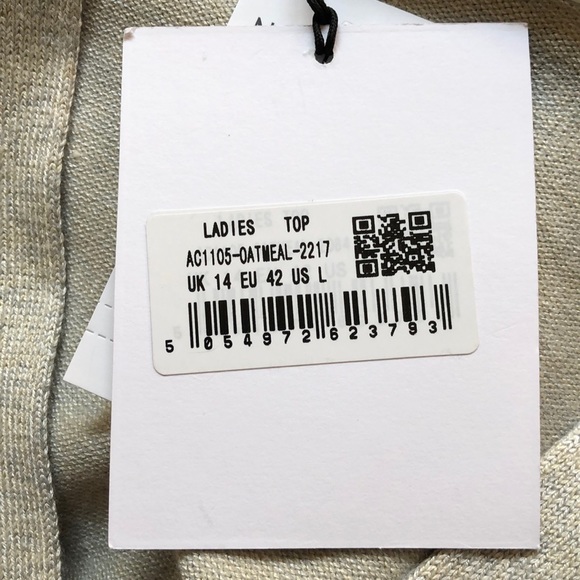 LADIES TOP
AC1105-OATMEAL-2217
UK 14 EU 42 US L
5 054972 623793